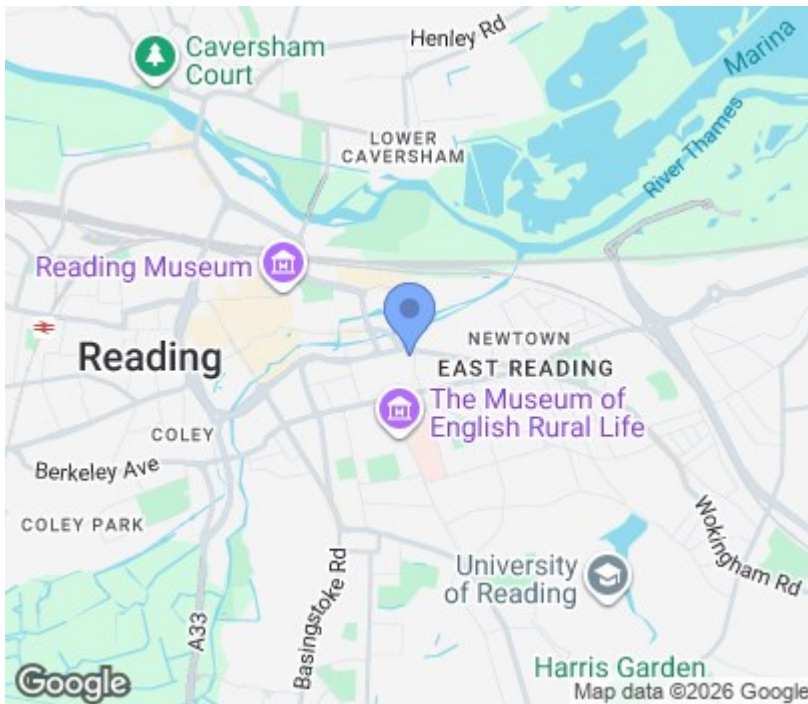 Caversham
Court
Henley Rd
Marina
LOWER
CAVERSHAM
River Thames
Reading Museum
Reading
NEWTOWN
EAST READING
The Museum of
English Rural Life
COLEY
Berkeley Ave
COLEY PARK
Basingstoke Rd
A33
University
of Reading
Wokingham Rd
Harris Garden
Google
Map data ©2026 Google